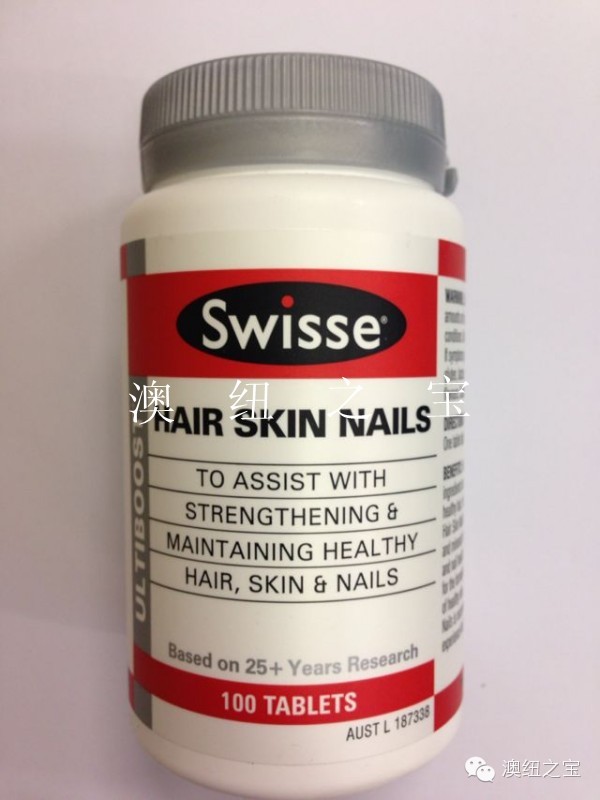 Swisse®
澳纽之宝
HAIR SKIN NAILS
ULTIBOOST
TO ASSIST WITH
STRENGTHENING &
MAINTAINING HEALTHY
HAIR, SKIN & NAILS
Based on 25+ Years Research
100 TABLETS
AUST L 187338
澳纽之宝